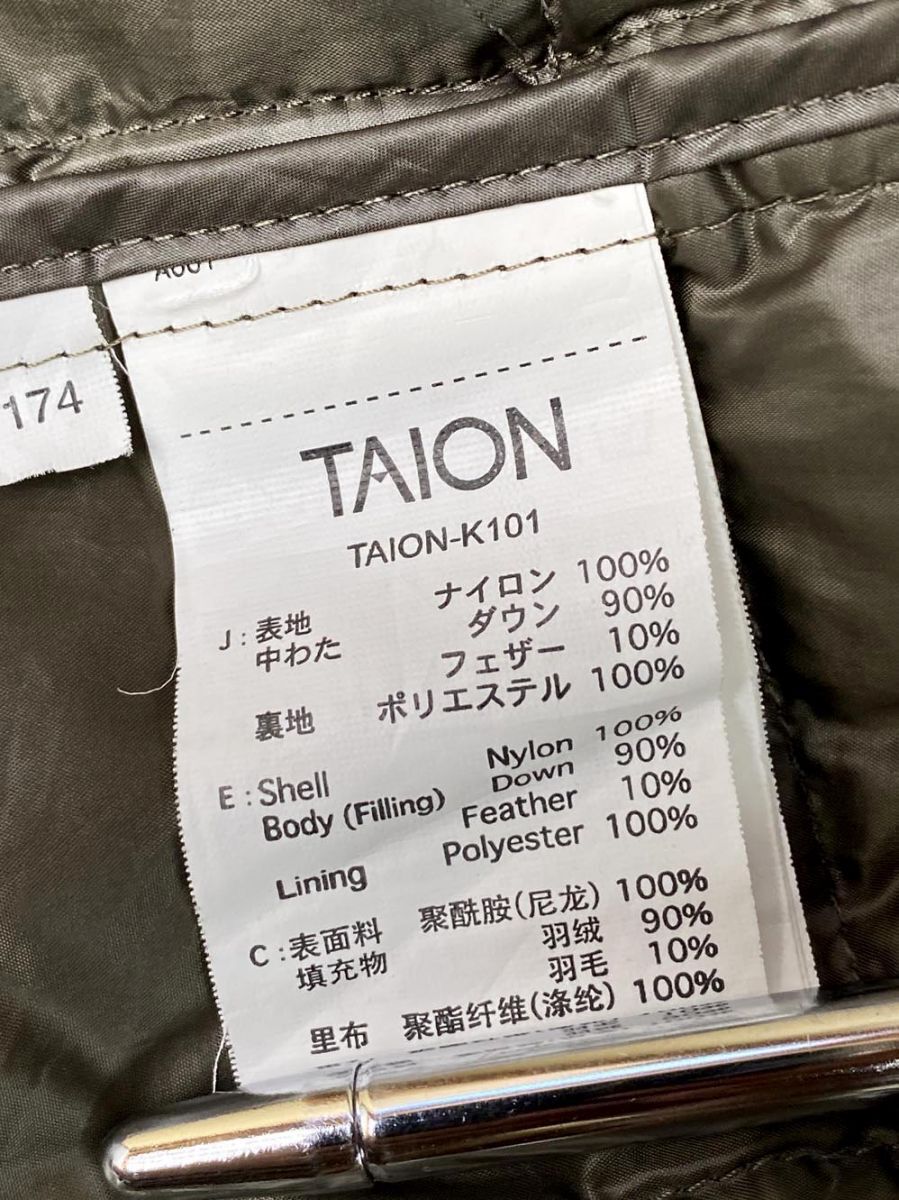 174
TAION
TAION-K101
J : 表地 ナイロン 100%
中わた ダウン 90%
フェザー 10%
裏地 ポリエステル 100%
E : Shell Nylon 100%
Body (Filling) Down 90%
Feather 10%
Lining Polyester 100%
C : 表面料 聚酰胺(尼龙) 100%
填充物 羽绒 90%
羽毛 10%
里布 聚酯纤维(涤纶) 100%